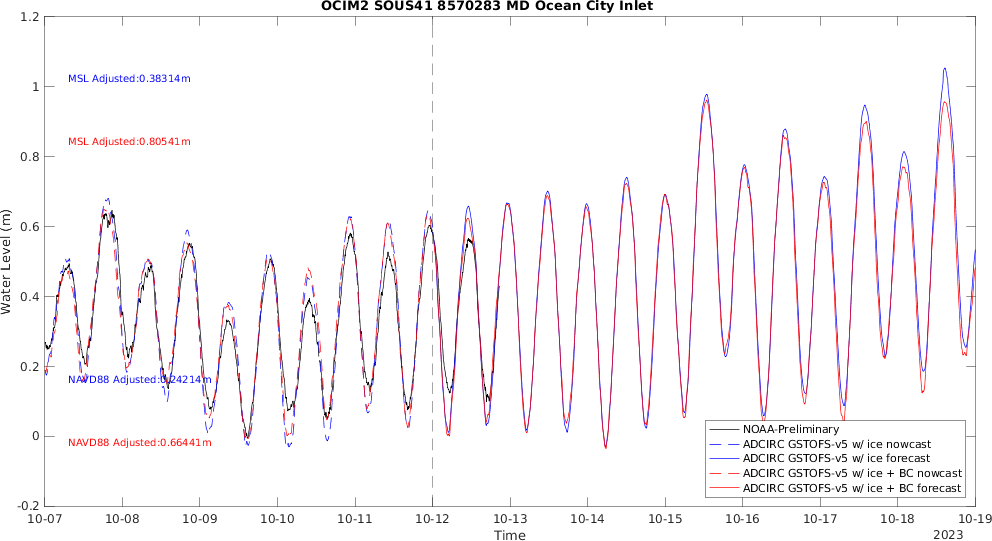 OCIM2 SOUS41 8570283 MD Ocean City Inlet
1.2
1
0.8
0.6
0.4
0.2
0
-0.2
Water Level (m)
MSL Adjusted:0.38314m
MSL Adjusted:0.80541m
NAVD88 Adjusted:0.24214m
NAVD88 Adjusted:0.66441m
NOAA-Preliminary
ADCIRC GSTOFS-v5 w/ ice nowcast
ADCIRC GSTOFS-v5 w/ ice forecast
ADCIRC GSTOFS-v5 w/ ice + BC nowcast
ADCIRC GSTOFS-v5 w/ ice + BC forecast
10-07 10-08 10-09 10-10 10-11 10-12 10-13 10-14 10-15 10-16 10-17 10-18 10-19
Time
2023